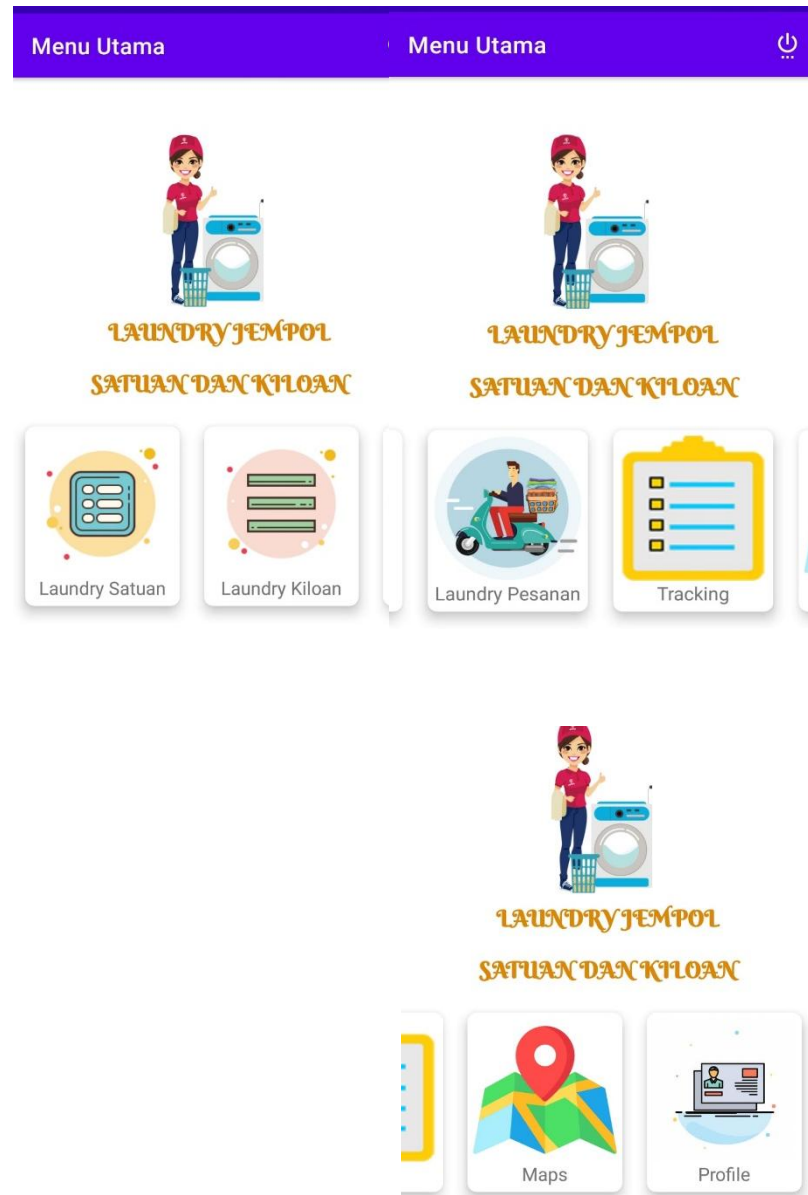 Menu Utama
LAUNDRY JEMPOL
SATUAN DAN KILOAN
Laundry Satuan
Laundry Kiloan
Menu Utama
LAUNDRY JEMPOL
SATUAN DAN KILOAN
Laundry Pesanan
Tracking
LAUNDRY JEMPOL
SATUAN DAN KILOAN
Maps
Profile